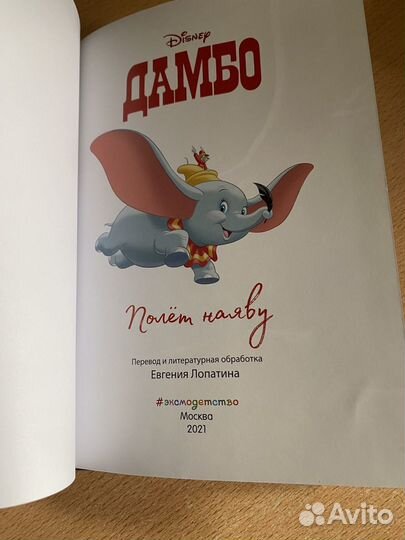 Disney
ДАМБО
Полёт наяву
Перевод и литературная обработка
Евгения Лопатина
#эксмодетство
Москва
2021
Avito